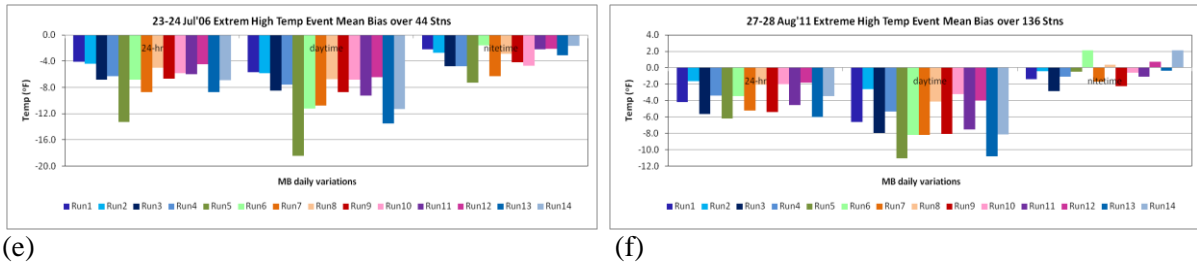 23-24 Jul'06 Extrem High Temp Event Mean Bias over 44 Stns
0.0
-4.0
-8.0
-12.0
-16.0
-20.0
Temp (°F)
24-hr
daytime
nitetime
MB daily variations
Run1 Run2 Run3 Run4 Run5 Run6 Run7 Run8 Run9 Run10 Run11 Run12 Run13 Run14
(e)
27-28 Aug'11 Extreme High Temp Event Mean Bias over 136 Stns
4.0
2.0
0.0
-2.0
-4.0
-6.0
-8.0
-10.0
-12.0
Temp (°F)
24-hr
daytime
nitetime
MB daily variations
Run1 Run2 Run3 Run4 Run5 Run6 Run7 Run8 Run9 Run10 Run11 Run12 Run13 Run14
(f)